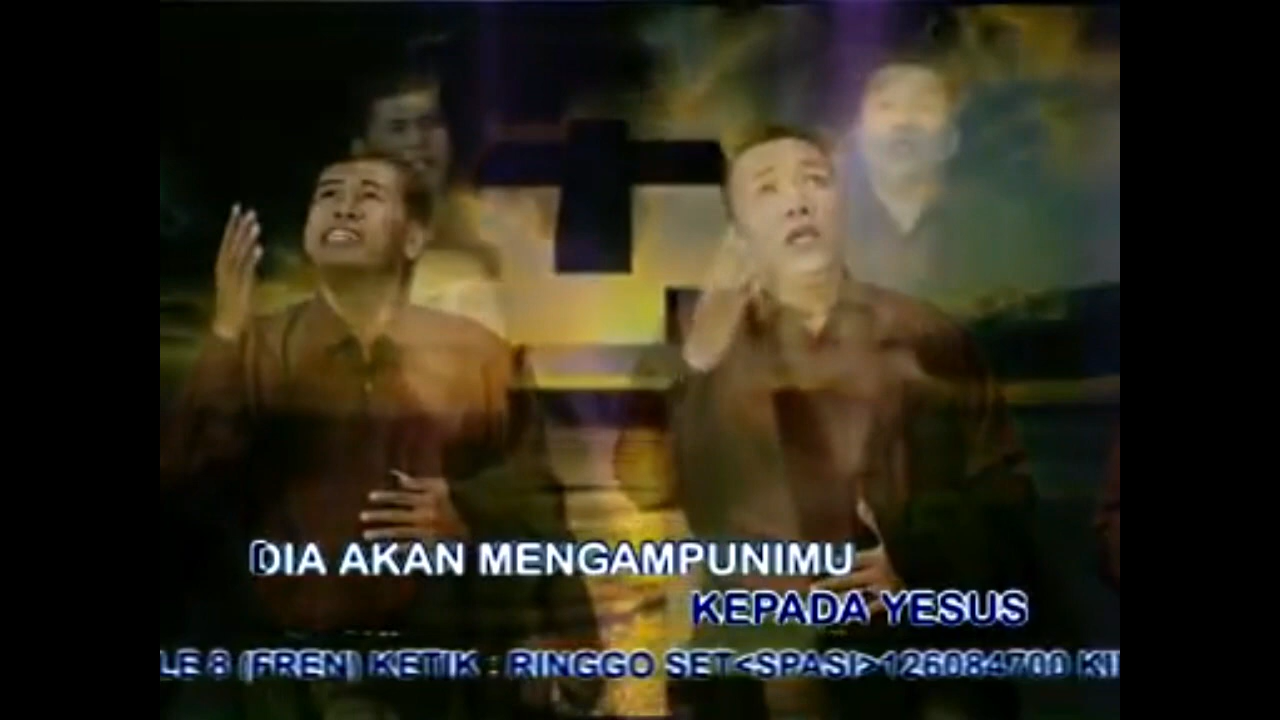 DIA AKAN MENGAMPUNIMU
KEPADA YESUS
LE 8 (FREN) KETIK : RINGGO SET<SPASI>126084700 KI